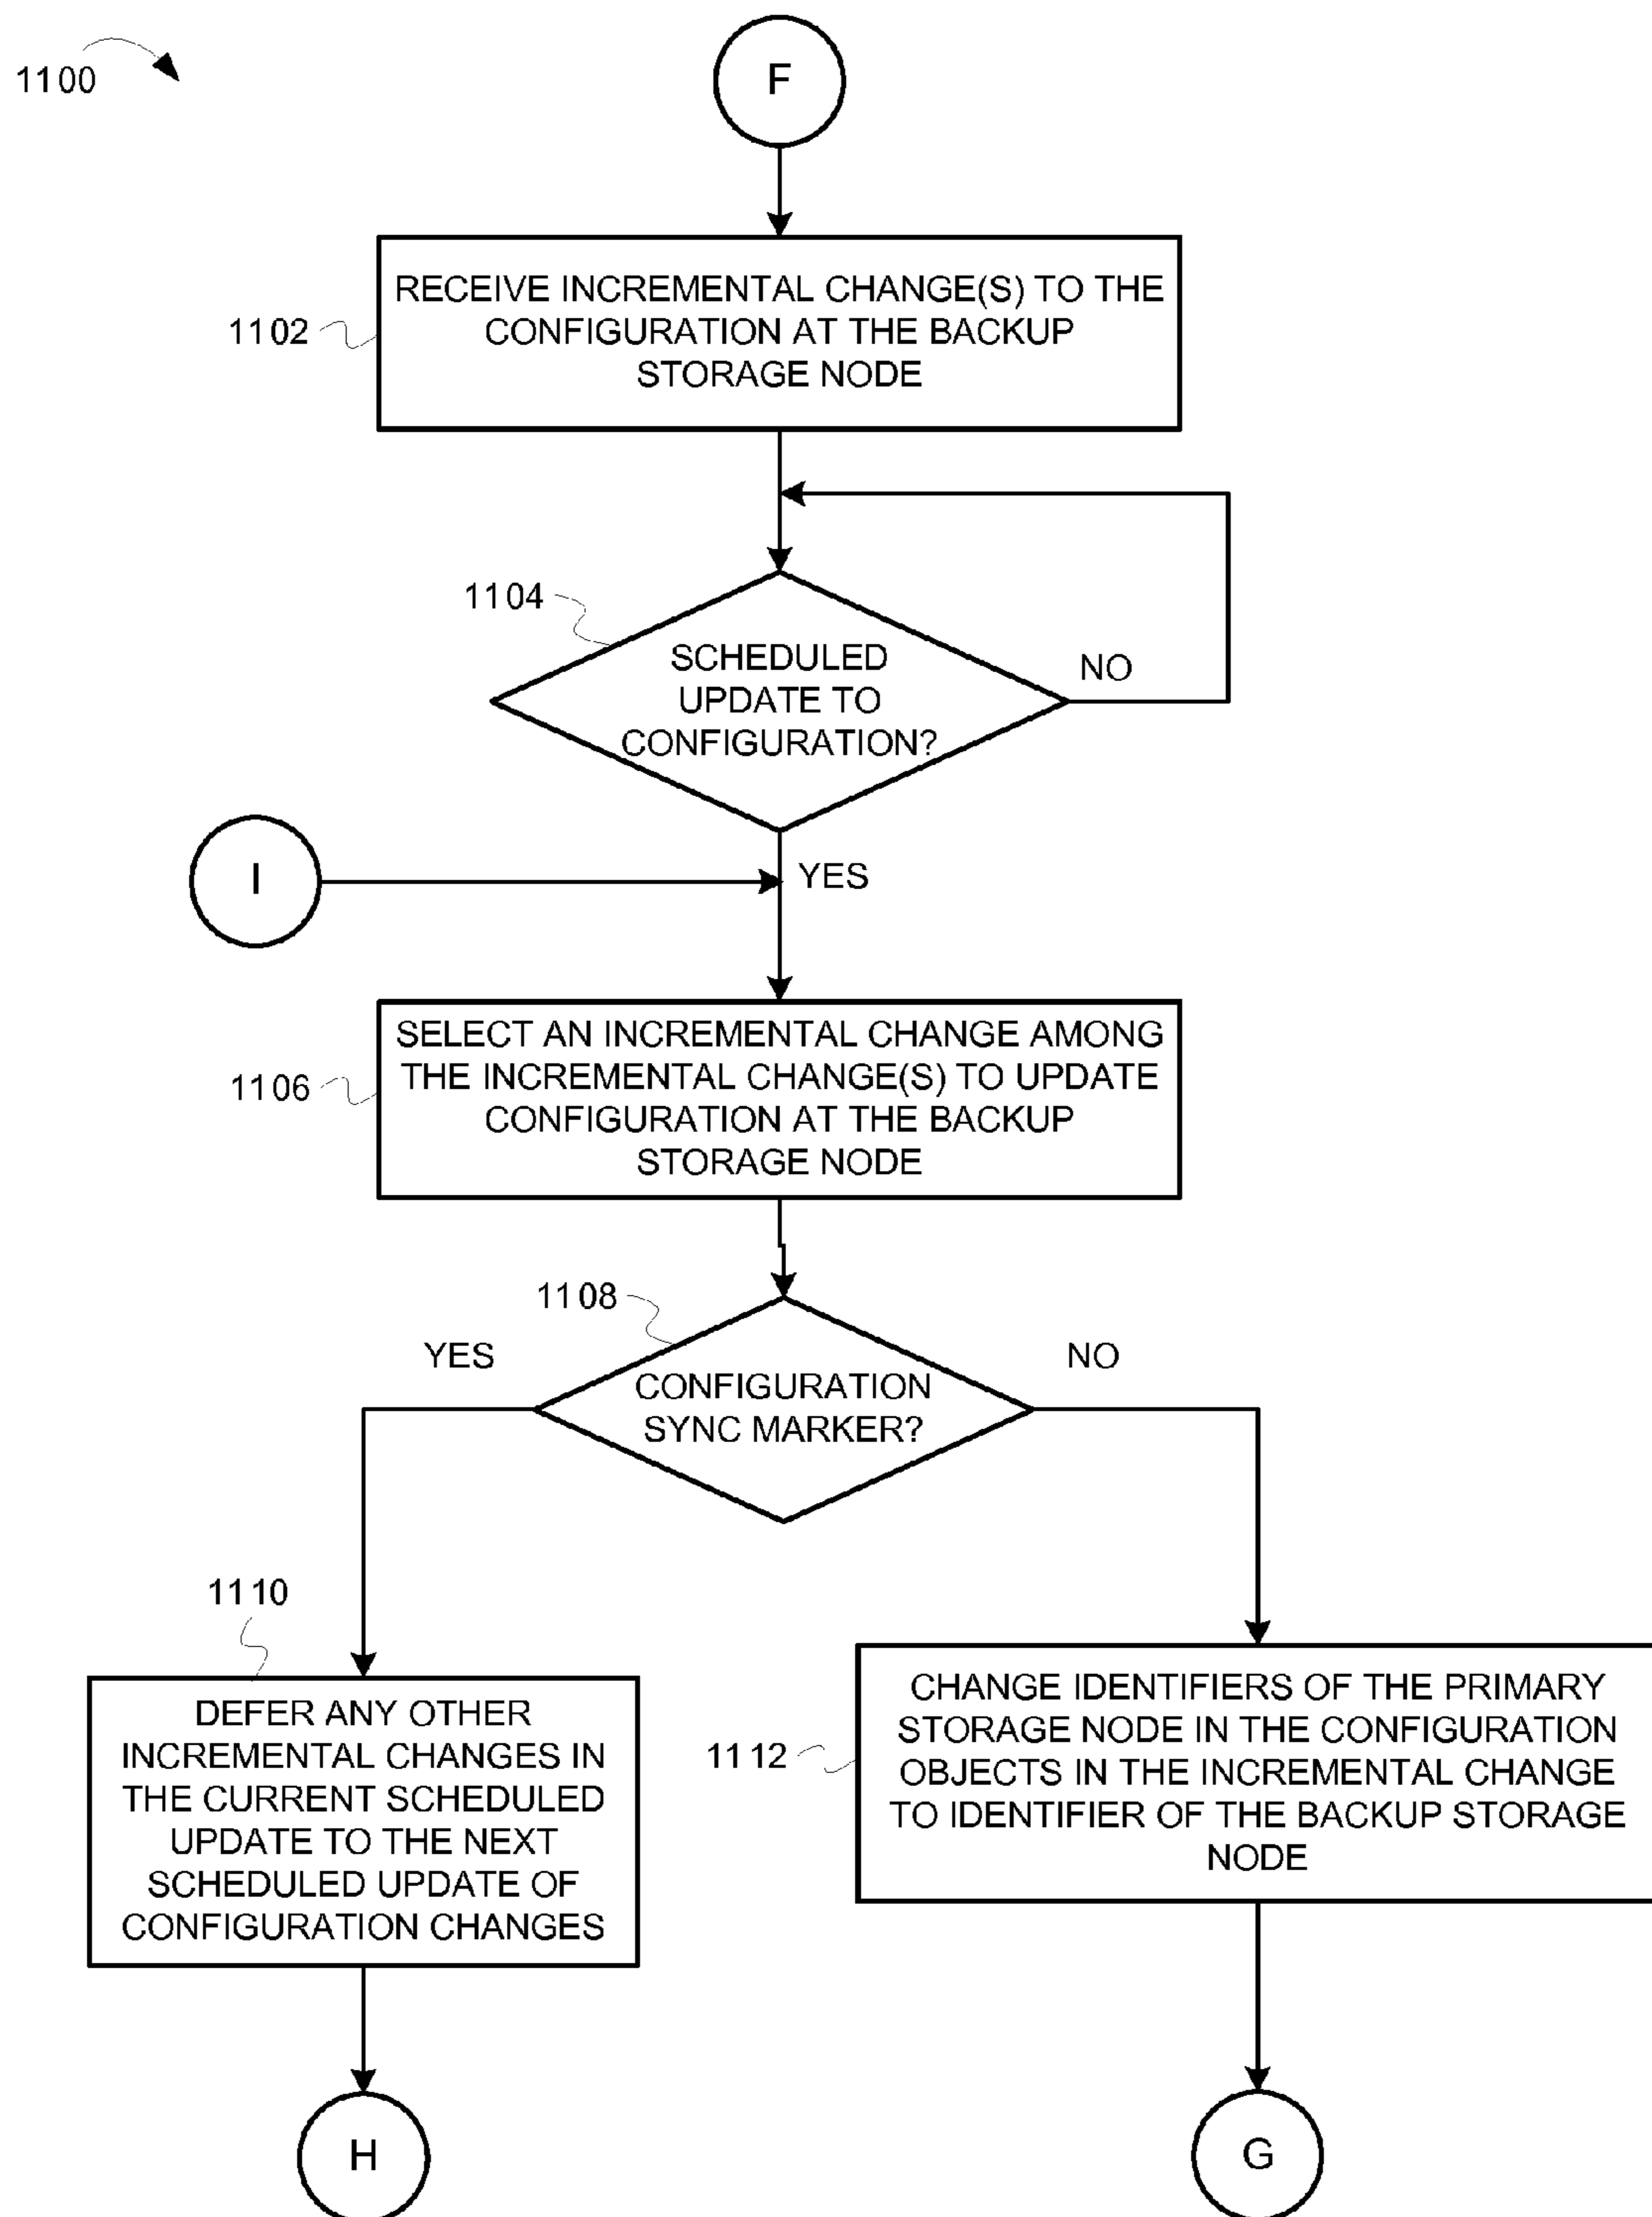 1100
F
RECEIVE INCREMENTAL CHANGE(S) TO THE
CONFIGURATION AT THE BACKUP
STORAGE NODE
1102
1104
SCHEDULED
UPDATE TO
CONFIGURATION?
NO
I
YES
SELECT AN INCREMENTAL CHANGE AMONG
THE INCREMENTAL CHANGE(S) TO UPDATE
CONFIGURATION AT THE BACKUP
STORAGE NODE
1106
1108
YES
NO
CONFIGURATION
SYNC MARKER?
1110
DEFER ANY OTHER
INCREMENTAL CHANGES IN
THE CURRENT SCHEDULED
UPDATE TO THE NEXT
SCHEDULED UPDATE OF
CONFIGURATION CHANGES
1112
CHANGE IDENTIFIERS OF THE PRIMARY
STORAGE NODE IN THE CONFIGURATION
OBJECTS IN THE INCREMENTAL CHANGE
TO IDENTIFIER OF THE BACKUP STORAGE
NODE
H
G